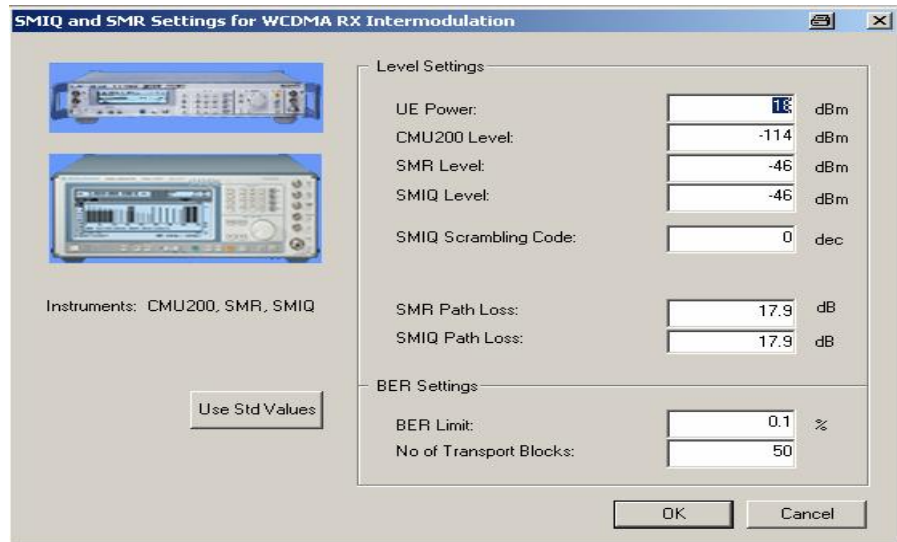 SMIQ and SMR Settings for WCDMA RX Intermodulation
Level Settings
UE Power: 18 dBm
CMU200 Level: -114 dBm
SMR Level: -46 dBm
SMIQ Level: -46 dBm
SMIQ Scrambling Code: 0 dec
Instruments: CMU200, SMR, SMIQ
SMR Path Loss: 17.9 dB
SMIQ Path Loss: 17.9 dB
BER Settings
Use Std Values
BER Limit: 0.1 %
No of Transport Blocks: 50
OK Cancel